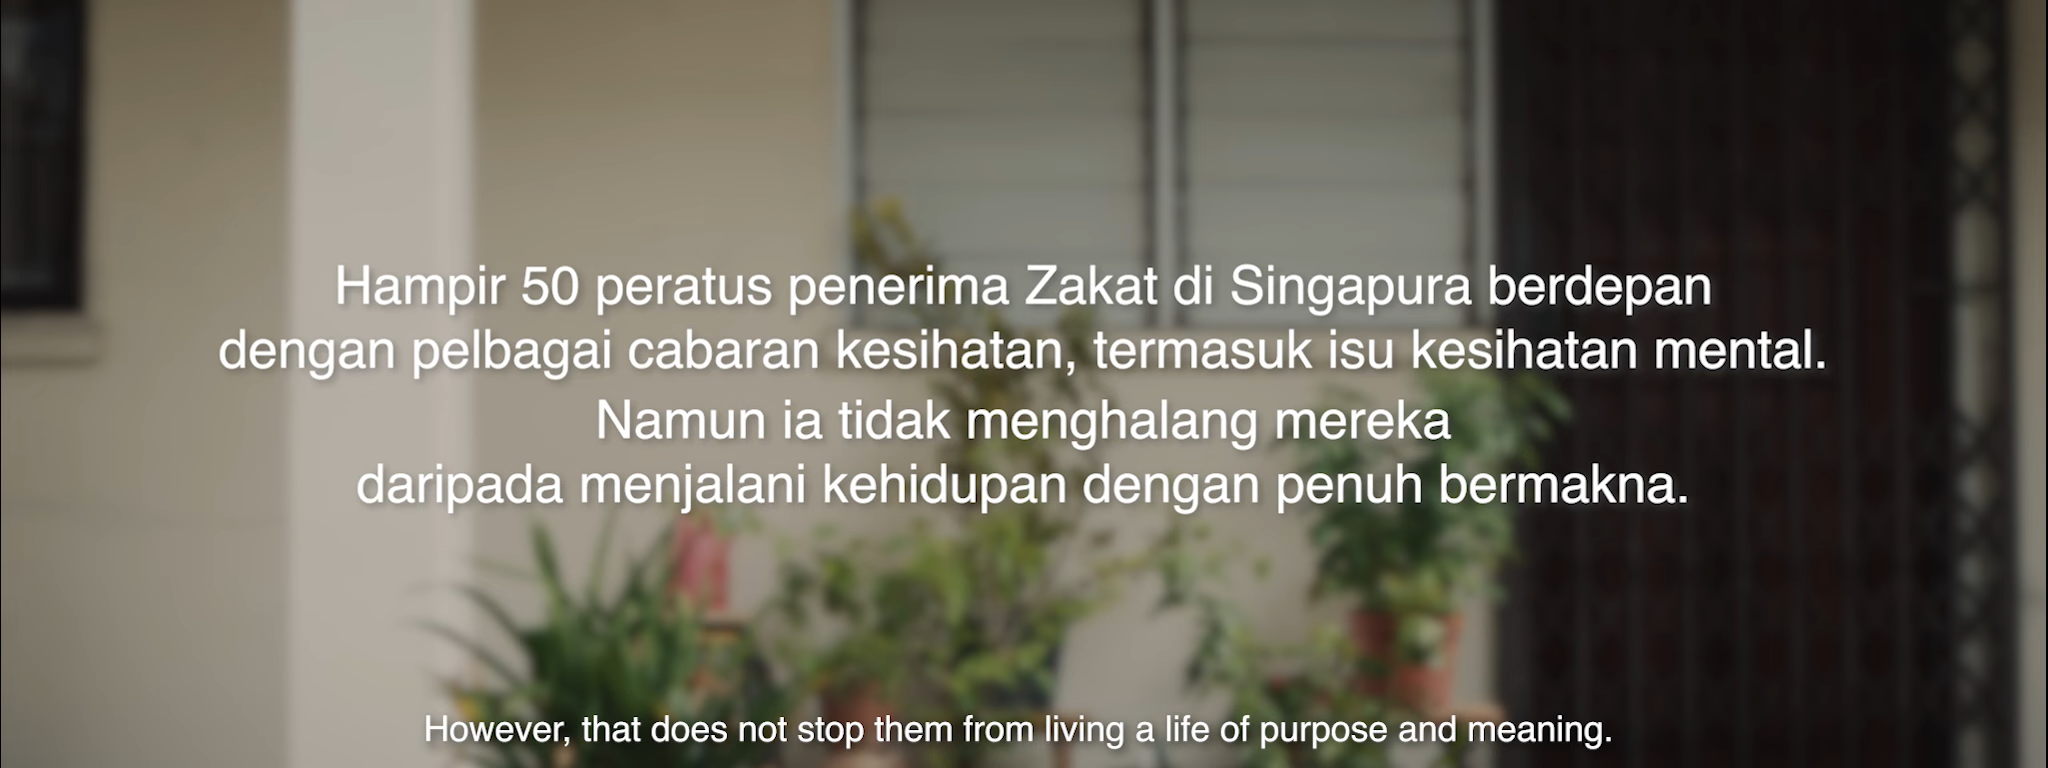 Hampir 50 peratus penerima Zakat di Singapura berdepan
dengan pelbagai cabaran kesihatan, termasuk isu kesihatan mental.
Namun ia tidak menghalang mereka
daripada menjalani kehidupan dengan penuh bermakna.
However, that does not stop them from living a life of purpose and meaning.